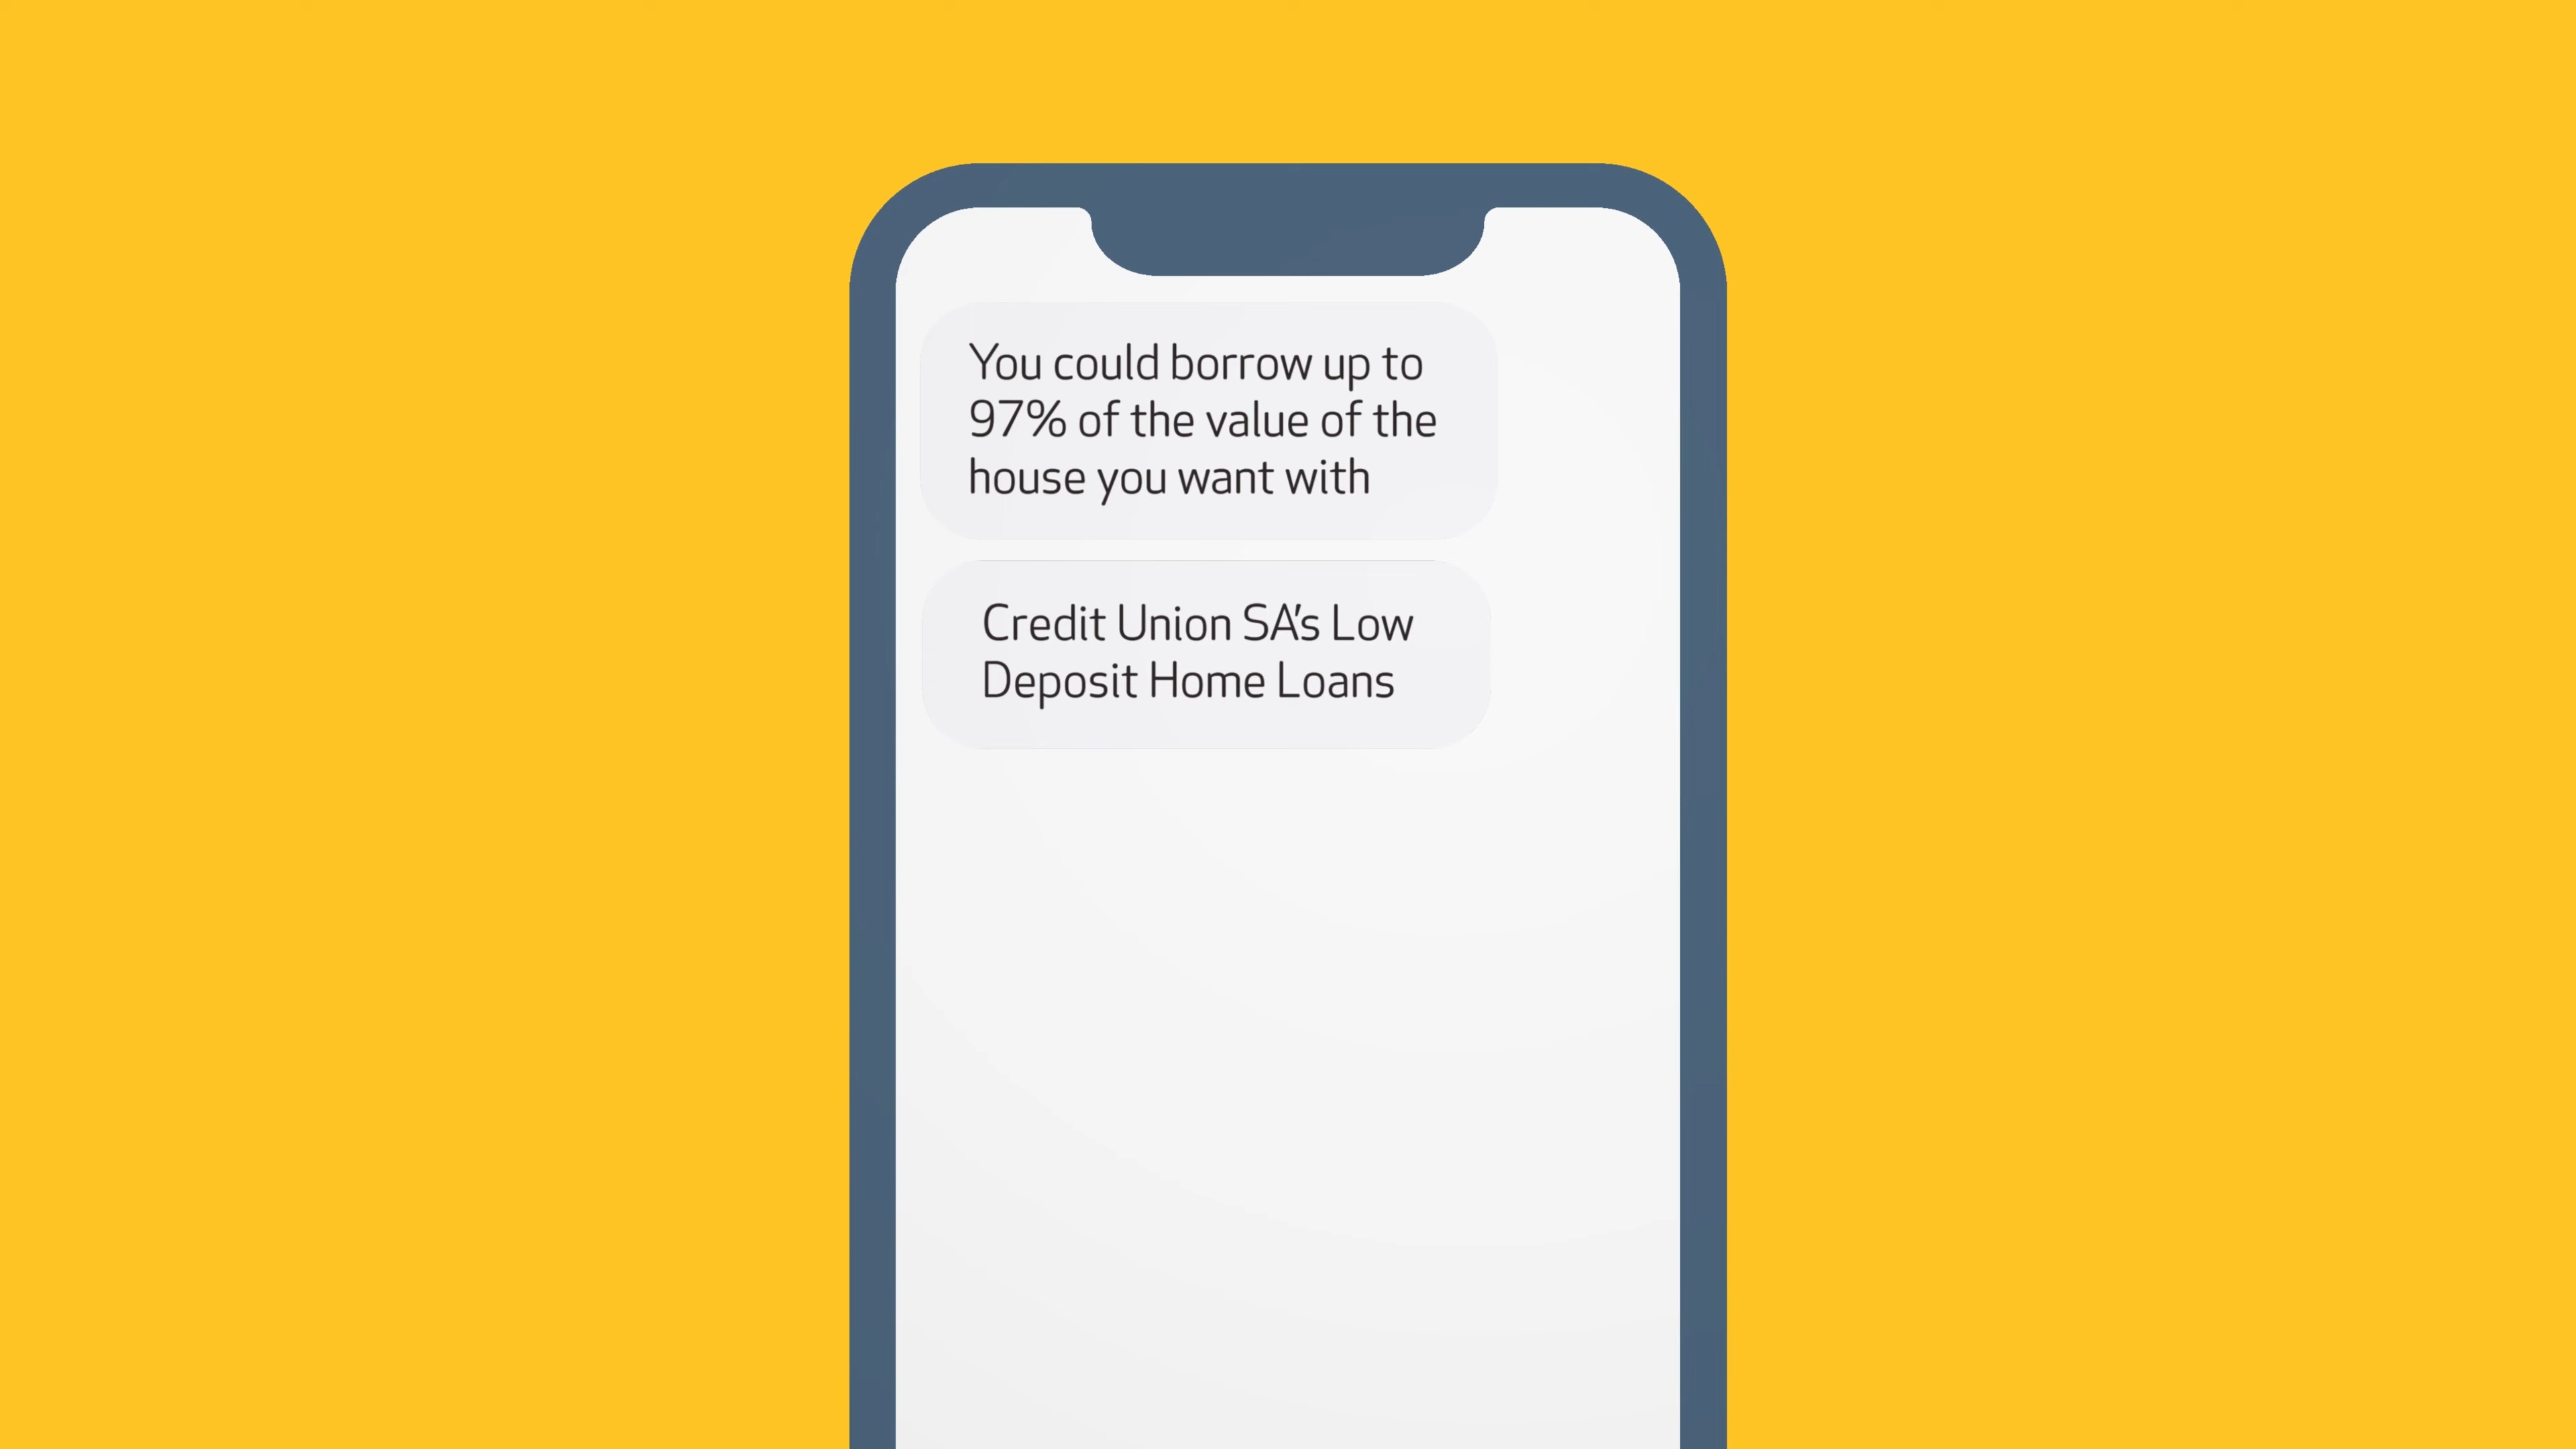 You could borrow up to
97% of the value of the
house you want with
Credit Union SA's Low
Deposit Home Loans